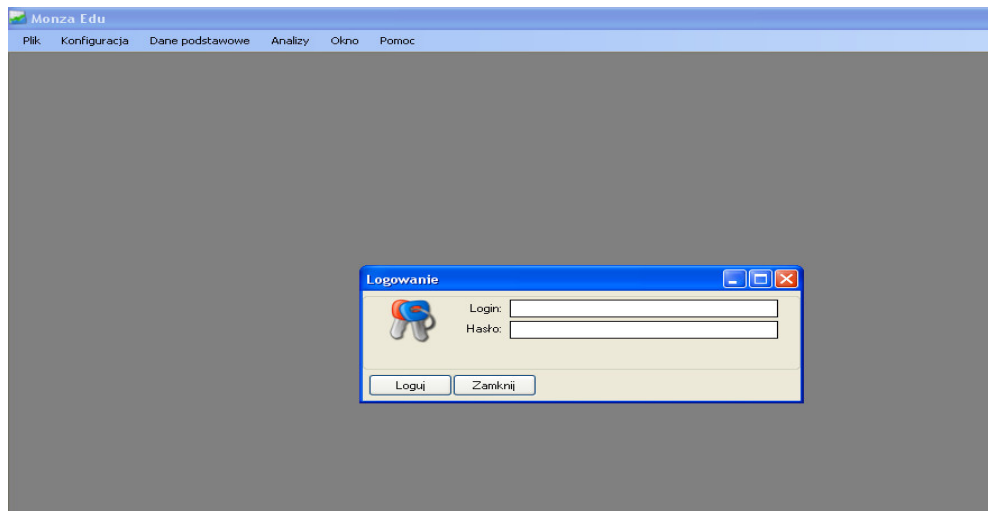 Monza Edu
Plik Konfiguracja Dane podstawowe Analizy Okno Pomoc
Logowanie
Login:
Hasło:
Loguj Zamknij